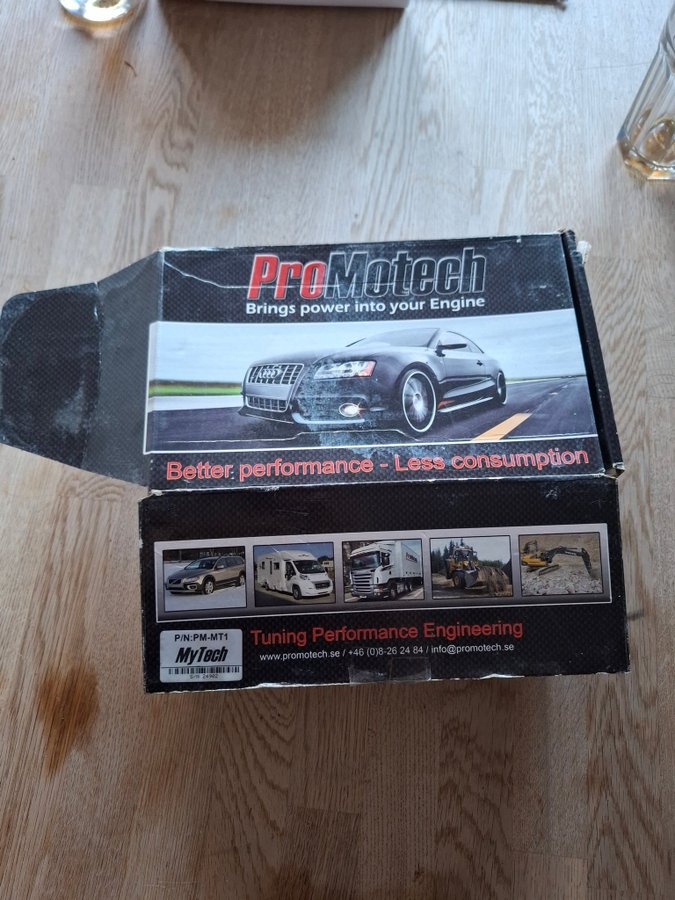 ProMotech
Brings power into your Engine
Better performance - Less consumption
P/N:PM-MT1
MyTech
S/N 24902
Tuning Performance Engineering
www.promotech.se / +46 (0)8-26 24 84 / info@promotech.se